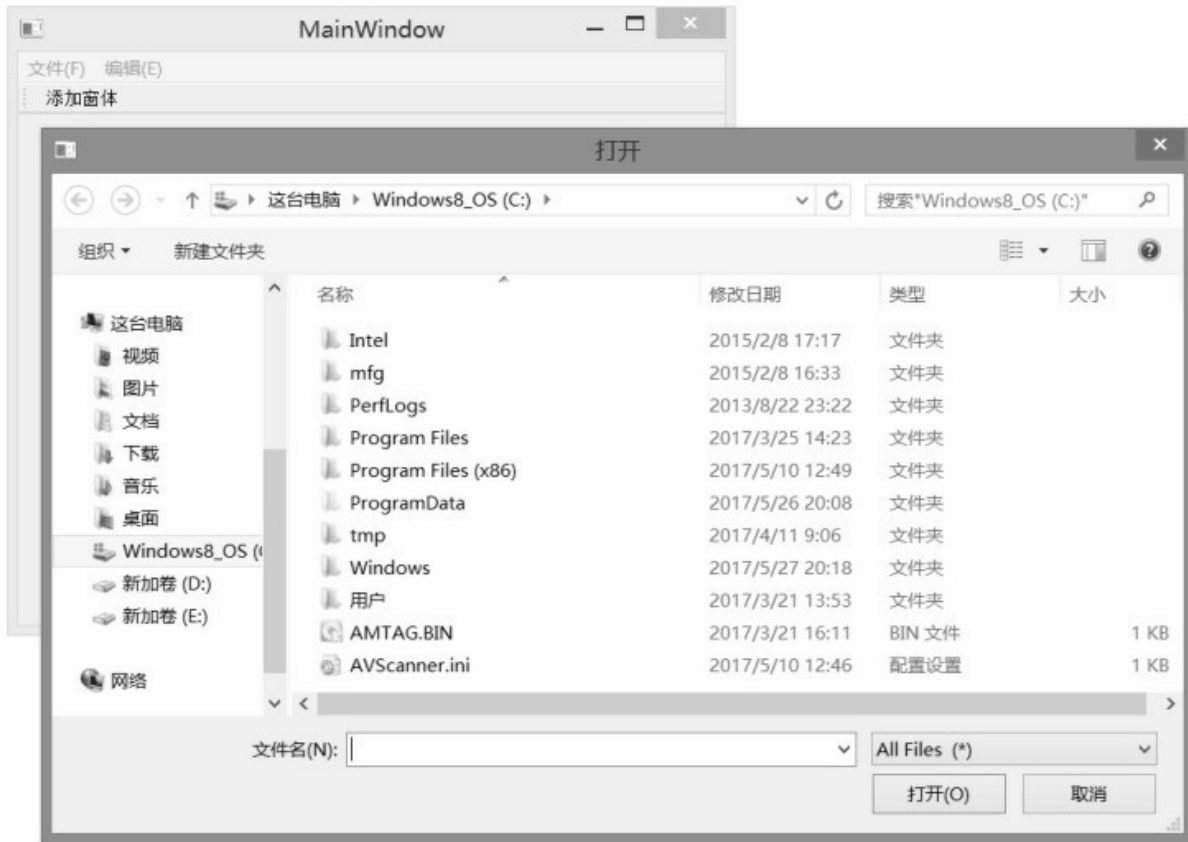 MainWindow
文件(F) 编辑(E)
添加窗体
打开
这台电脑 Windows8_OS (C:)
搜索"Windows8_OS (C:)"
组织 新建文件夹
名称 修改日期 类型 大小
这台电脑
视频
图片
文档
下载
音乐
桌面
Windows8_OS (
新加卷 (D:)
新加卷 (E:)
网络
Intel 2015/2/8 17:17 文件夹
mfg 2015/2/8 16:33 文件夹
PerfLogs 2013/8/22 23:22 文件夹
Program Files 2017/3/25 14:23 文件夹
Program Files (x86) 2017/5/10 12:49 文件夹
ProgramData 2017/5/26 20:08 文件夹
tmp 2017/4/11 9:06 文件夹
Windows 2017/5/27 20:18 文件夹
用户 2017/3/21 13:53 文件夹
AMTAG.BIN 2017/3/21 16:11 BIN 文件 1 KB
AVScanner.ini 2017/5/10 12:46 配置设置 1 KB
文件名(N): All Files (*)
打开(O) 取消